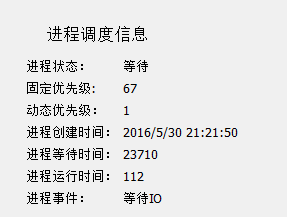 进程调度信息
进程状态： 等待
固定优先级： 67
动态优先级： 1
进程创建时间： 2016/5/30 21:21:50
进程等待时间： 23710
进程运行时间： 112
进程事件： 等待IO